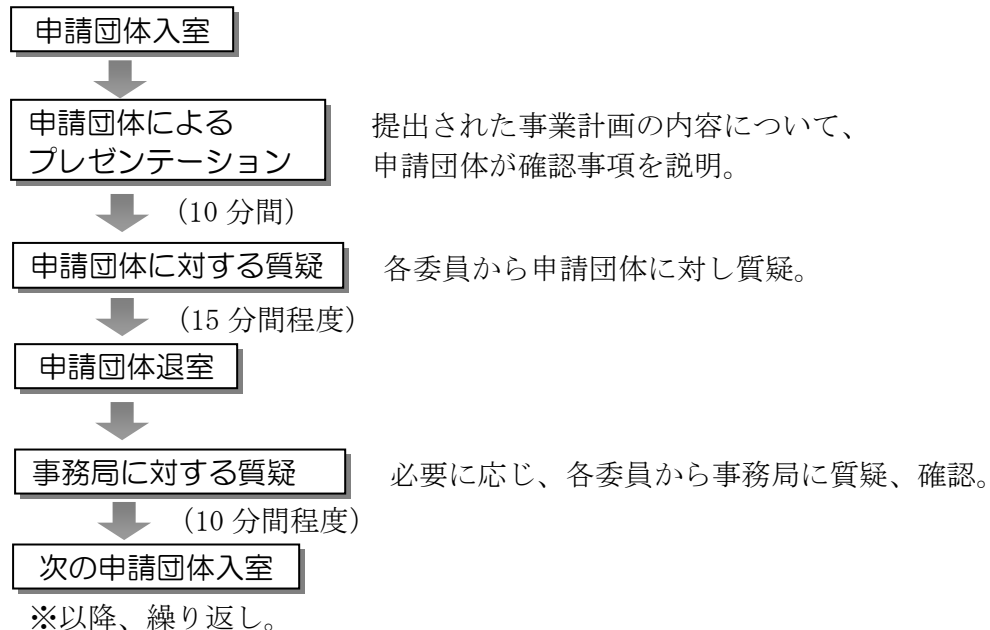 申請団体入室
申請団体による
プレゼンテーション
提出された事業計画の内容について、
申請団体が確認事項を説明。
（10 分間）
申請団体に対する質疑
各委員から申請団体に対し質疑。
（15 分間程度）
申請団体退室
事務局に対する質疑
必要に応じ、各委員から事務局に質疑、確認。
（10 分間程度）
次の申請団体入室
※以降、繰り返し。